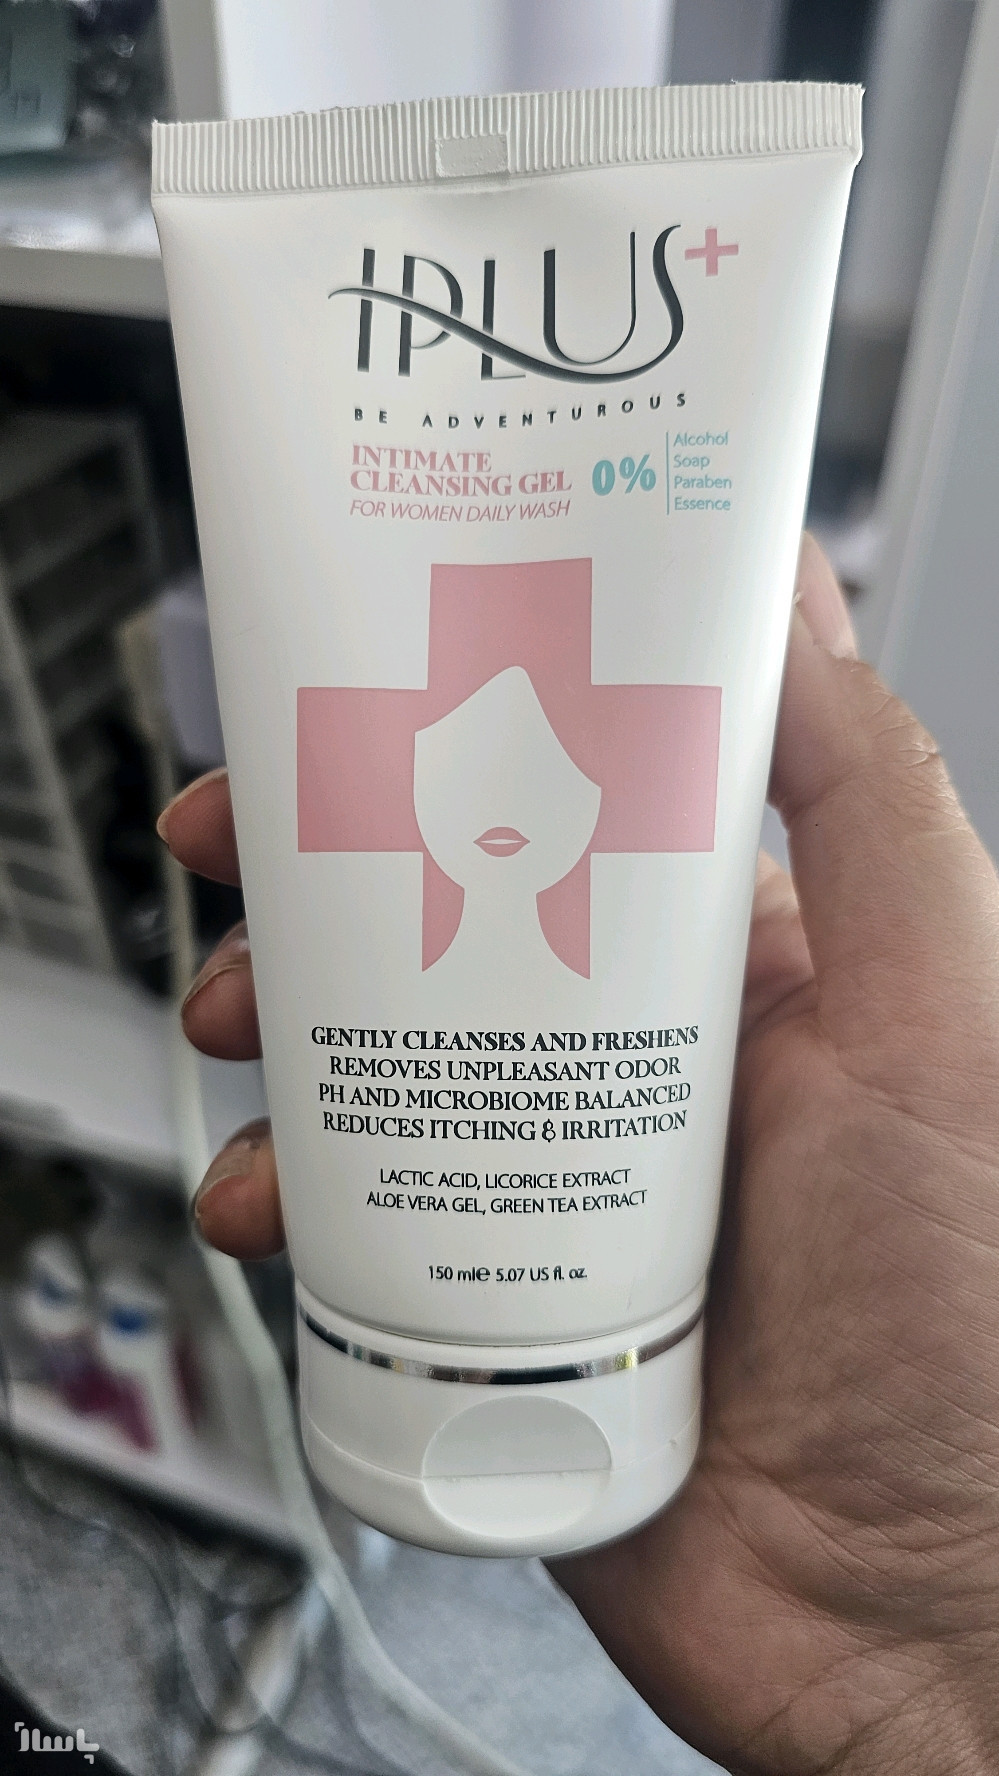 IPLUS+
BE ADVENTUROUS
INTIMATE
CLEANSING GEL
FOR WOMEN DAILY WASH
0%
Alcohol
Soap
Paraben
Essence
GENTLY CLEANSES AND FRESHENS
REMOVES UNPLEASANT ODOR
PH AND MICROBIOME BALANCED
REDUCES ITCHING & IRRITATION
LACTIC ACID, LICORICE EXTRACT
ALOE VERA GEL, GREEN TEA EXTRACT
150 ml℮ 5.07 US fl. oz.
باسلام